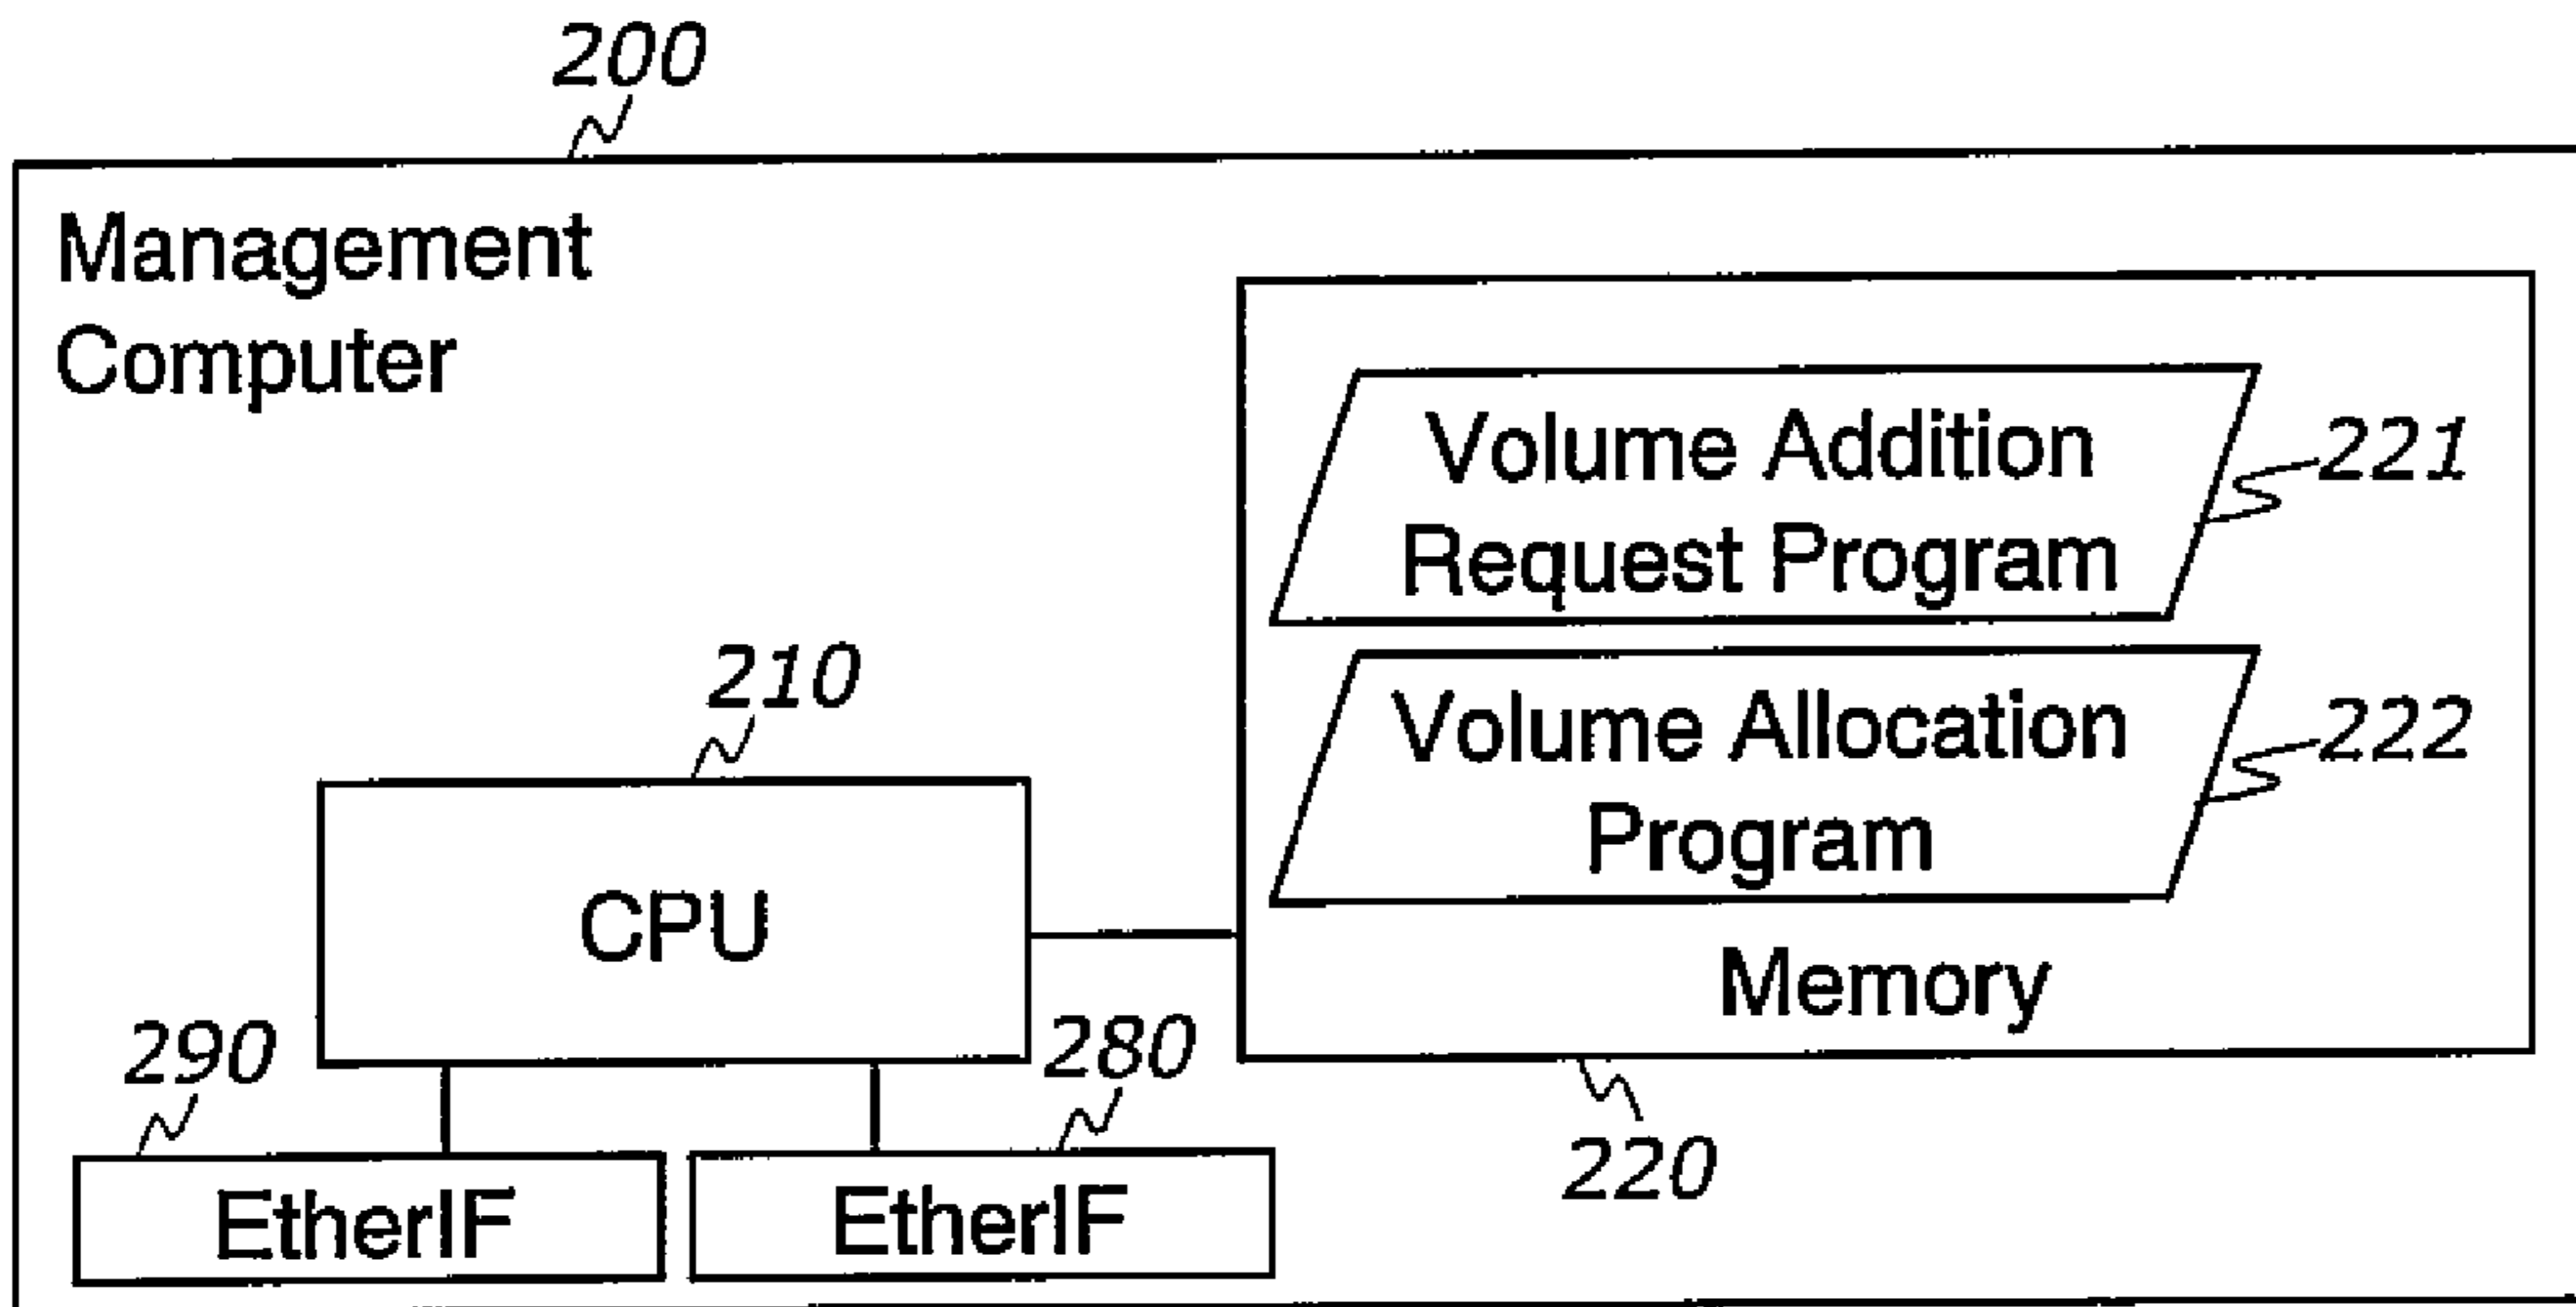 200
Management
Computer
Volume Addition
Request Program
221
Volume Allocation
Program
222
Memory
220
210
CPU
290
EtherIF
280
EtherIF